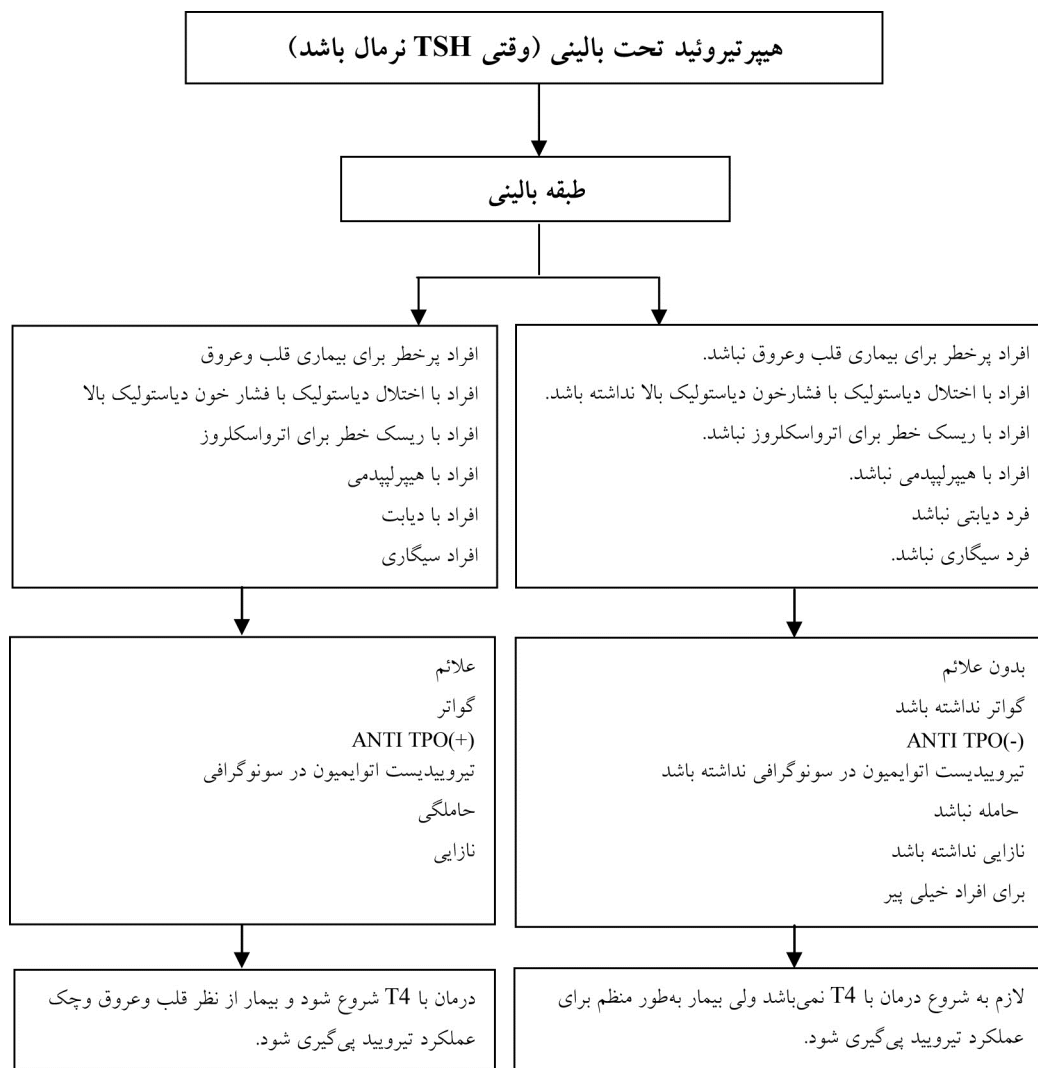 هیپرتیروئید تحت بالینی (وقتی TSH نرمال باشد)
طبقه بالینی
افراد پرخطر برای بیماری قلب وعروق نباشد.
افراد با اختلال دیاستولیک با فشارخون دیاستولیک بالا نداشته باشد.
افراد با ریسک خطر برای اترواسکلروز نباشد.
افراد با هیپرلیپدمی نباشد.
فرد دیابتی نباشد
فرد سیگاری نباشد.
افراد پرخطر برای بیماری قلب وعروق
افراد با اختلال دیاستولیک با فشار خون دیاستولیک بالا
افراد با ریسک خطر برای اترواسکلروز
افراد با هیپرلیپدمی
افراد با دیابت
افراد سیگاری
بدون علائم
گواتر نداشته باشد
ANTI TPO(-)
تیروییدیست اتوایمیون در سونوگرافی نداشته باشد
حامله نباشد
نازایی نداشته باشد
برای افراد خیلی پیر
علائم
گواتر
ANTI TPO(+)
تیروییدیست اتوایمیون در سونوگرافی
حاملگی
نازایی
لازم به شروع درمان با T4 نمی‌باشد ولی بیمار به‌طور منظم برای
عملکرد تیرویید پی‌گیری شود.
درمان با T4 شروع شود و بیمار از نظر قلب وعروق وچک
عملکرد تیرویید پی‌گیری شود.